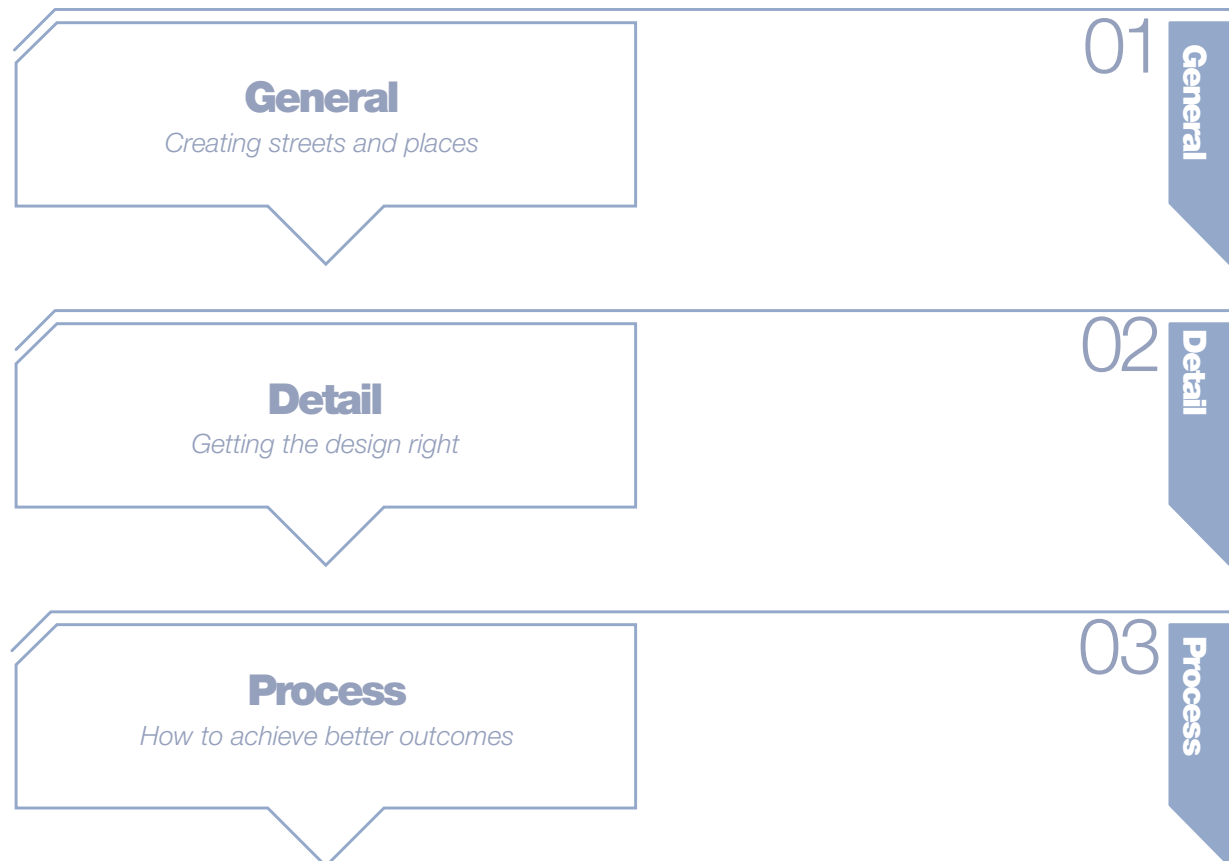 General
Creating streets and places
01
General
Detail
Getting the design right
02
Detail
Process
How to achieve better outcomes
03
Process